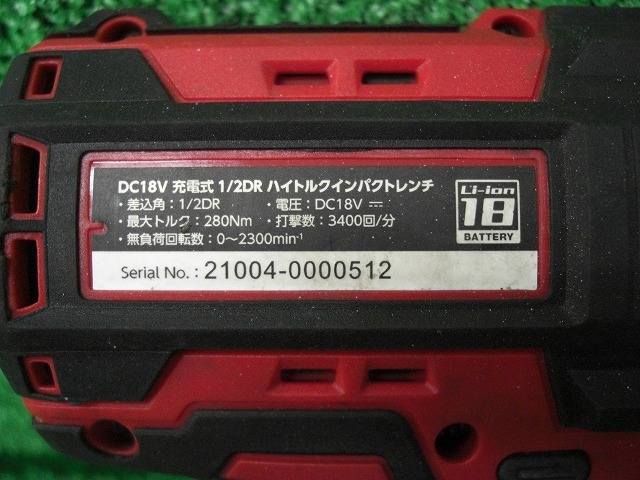 DC18V 充電式 1/2DR ハイトルクインパクトレンチ
・差込角：1/2DR ・電圧：DC18V ⎓
・最大トルク：280Nm ・打撃数：3400回/分
・無負荷回転数：0～2300min⁻¹
Serial No.：21004-0000512
Li-ion
18
BATTERY